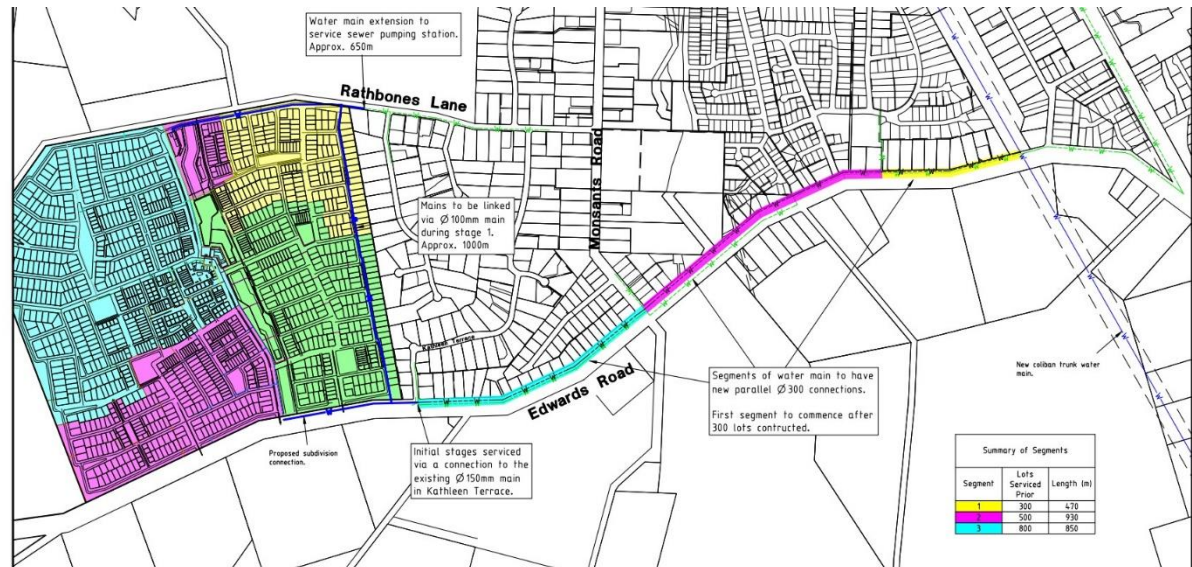 Water main extension to
service sewer pumping station.
Approx. 650m
Rathbones Lane
Monsants Road
Mains to be linked
via Ø100mm main
during stage 1.
Approx. 1000m
Kathleen Terrace
Edwards Road
Segments of water main to have
new parallel Ø300 connections.
First segment to commence after
300 lots contructed.
New coliban trunk water
main.
Proposed subdivision
connection.
Initial stages serviced
via a connection to the
existing Ø150mm main
in Kathleen Terrace.
Summary of Segments
Segment Lots Serviced Prior Length (m)
1 300 470
2 500 930
3 800 850